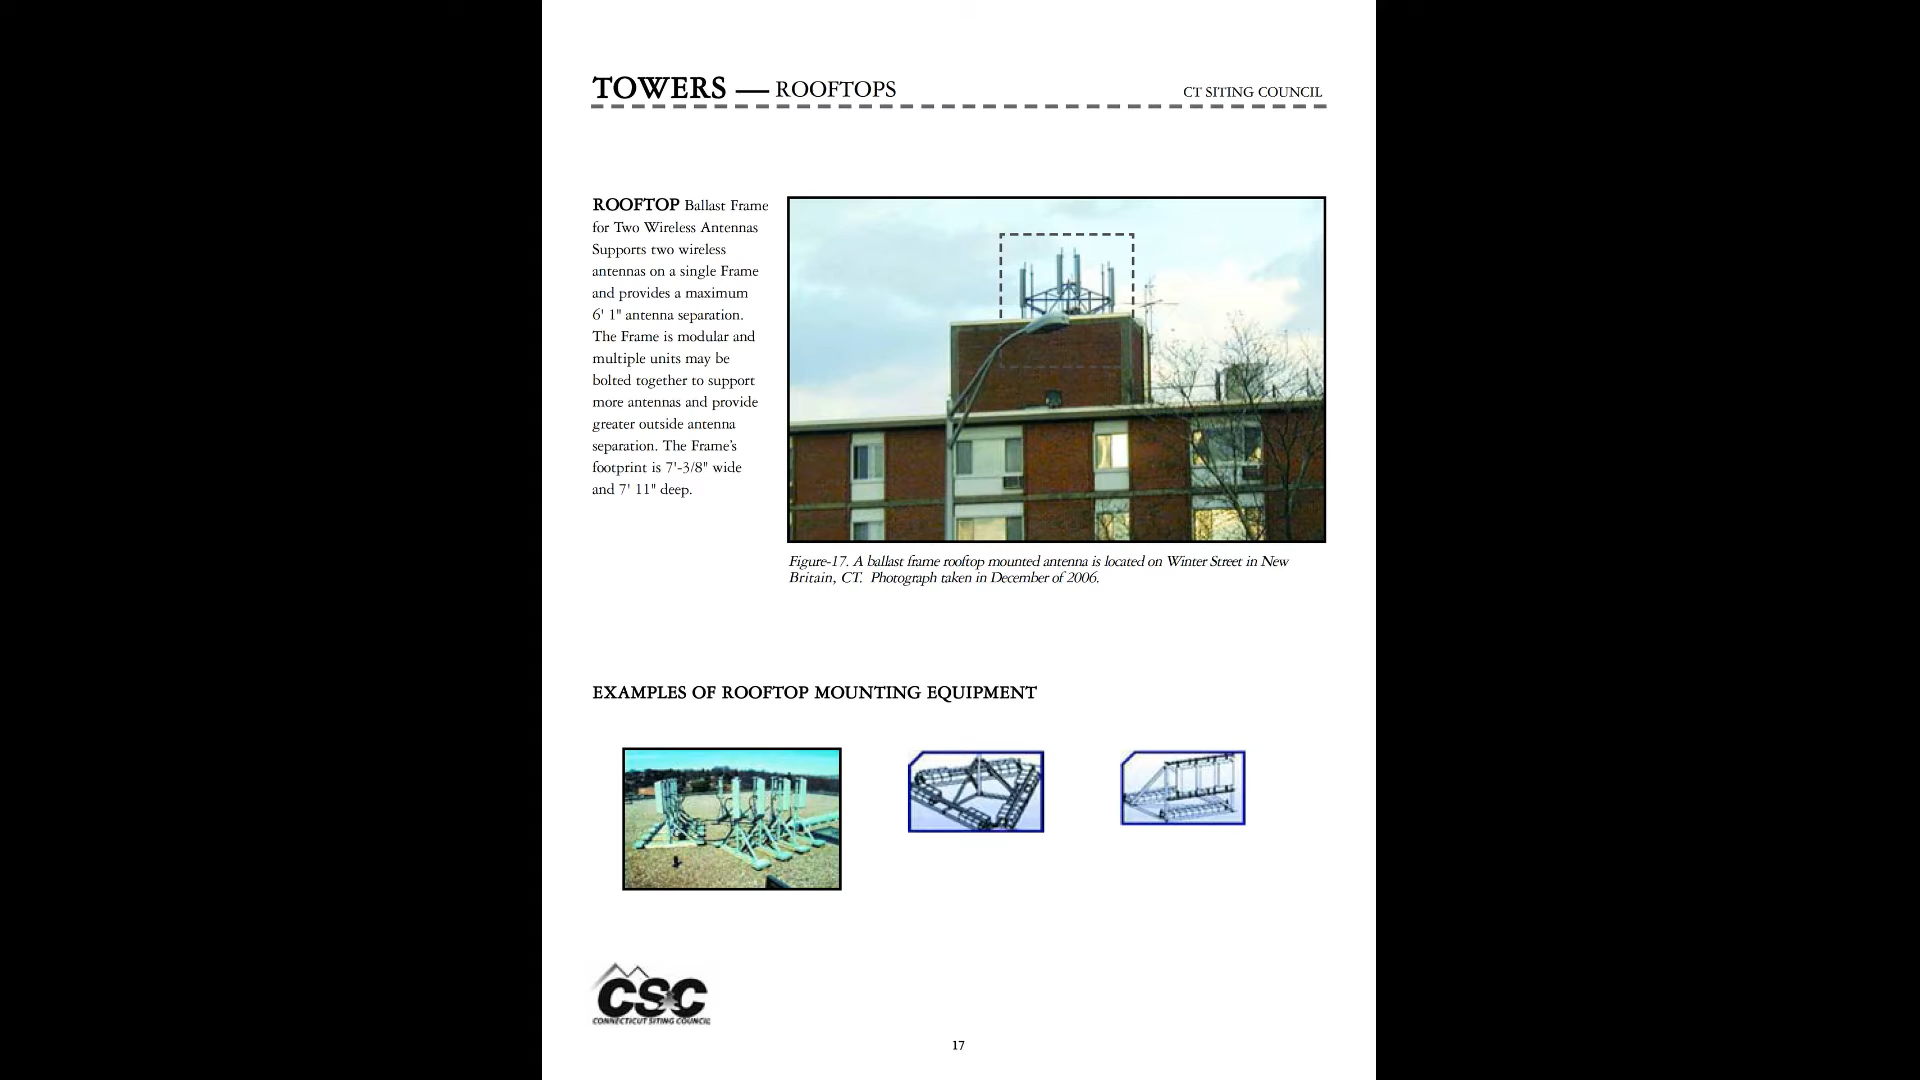 TOWERS — ROOFTOPS
CT SITING COUNCIL
ROOFTOP Ballast Frame
for Two Wireless Antennas
Supports two wireless
antennas on a single Frame
and provides a maximum
6' 1" antenna separation.
The Frame is modular and
multiple units may be
bolted together to support
more antennas and provide
greater outside antenna
separation. The Frame's
footprint is 7'-3/8" wide
and 7' 11" deep.
Figure-17. A ballast frame rooftop mounted antenna is located on Winter Street in New
Britain, CT. Photograph taken in December of 2006.
EXAMPLES OF ROOFTOP MOUNTING EQUIPMENT
CSC
CONNECTICUT SITING COUNCIL
17